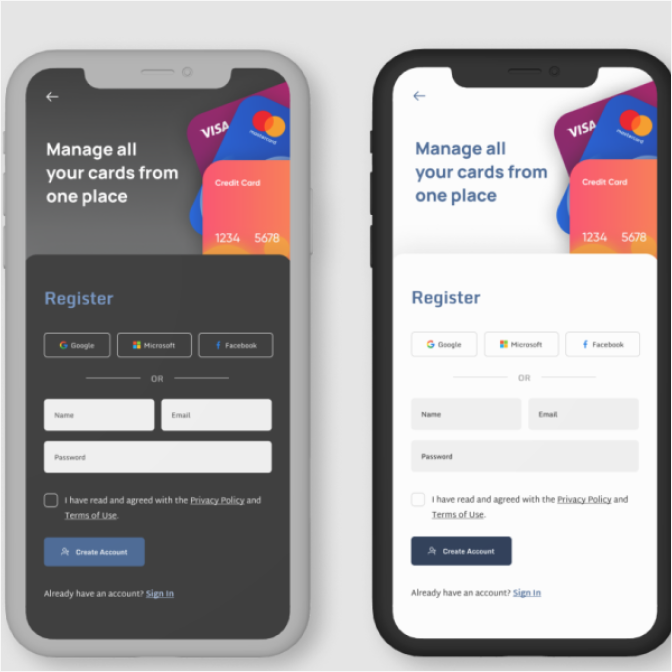 Manage all
your cards from
one place
VISA
mastercard
Credit Card
1234 5678
Register
Google
Microsoft
Facebook
OR
Name
Email
Password
I have read and agreed with the Privacy Policy and
Terms of Use.
Create Account
Already have an account? Sign In
Manage all
your cards from
one place
VISA
mastercard
Credit Card
1234 5678
Register
Google
Microsoft
Facebook
OR
Name
Email
Password
I have read and agreed with the Privacy Policy and
Terms of Use.
Create Account
Already have an account? Sign In